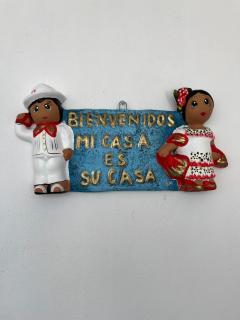 BIENVENIDOS
MI CASA
ES
SU CASA